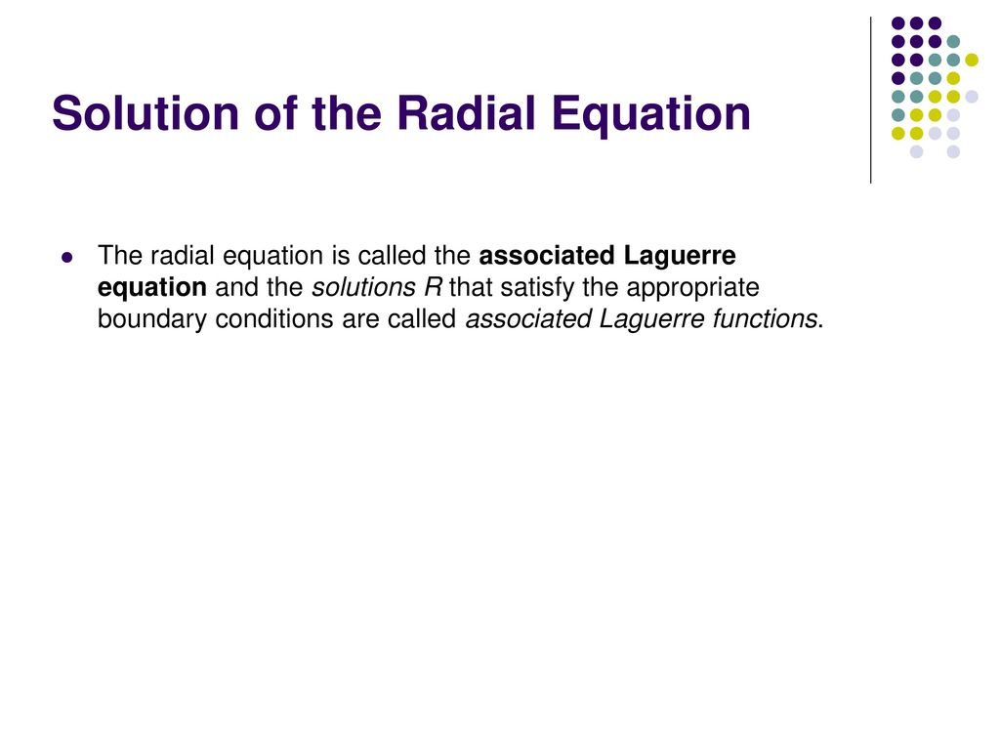 Solution of the Radial Equation
The radial equation is called the associated Laguerre
equation and the solutions R that satisfy the appropriate
boundary conditions are called associated Laguerre functions.